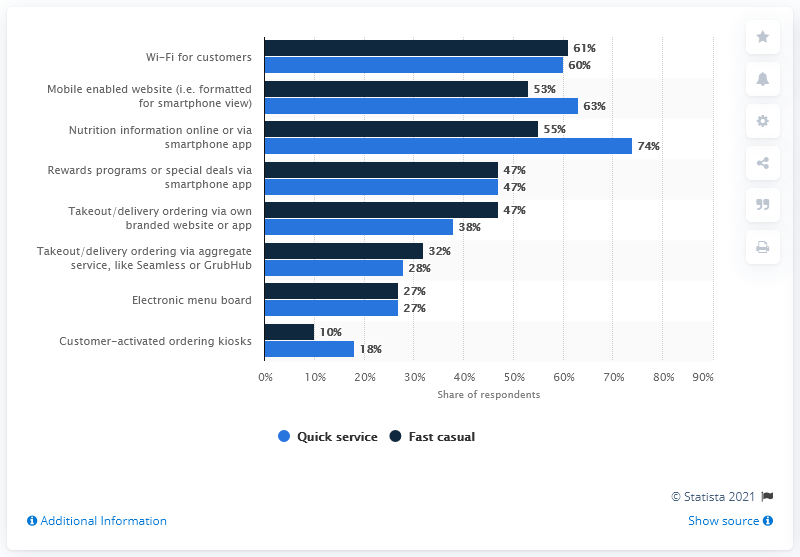 Wi-Fi for customers
61%
60%
Mobile enabled website (i.e. formatted
for smartphone view)
53%
63%
Nutrition information online or via
smartphone app
55%
74%
Rewards programs or special deals via
smartphone app
47%
47%
Takeout/delivery ordering via own
branded website or app
47%
38%
Takeout/delivery ordering via aggregate
service, like Seamless or GrubHub
32%
28%
Electronic menu board
27%
27%
Customer-activated ordering kiosks
10%
18%
0% 10% 20% 30% 40% 50% 60% 70% 80% 90%
Share of respondents
Quick service Fast casual
© Statista 2021
Additional Information Show source